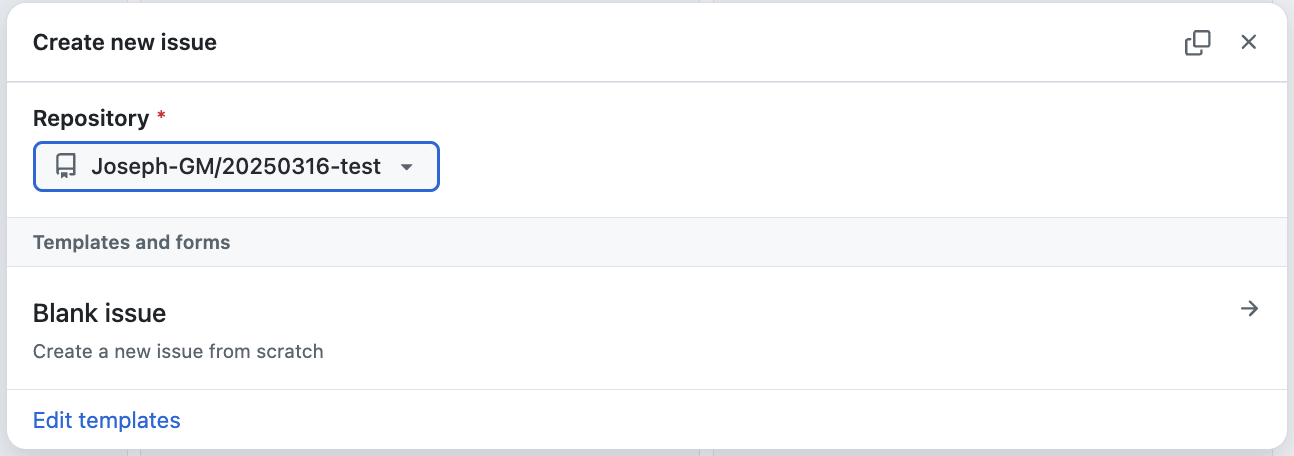 Create new issue
Repository *
Joseph-GM/20250316-test
Templates and forms
Blank issue
Create a new issue from scratch
Edit templates